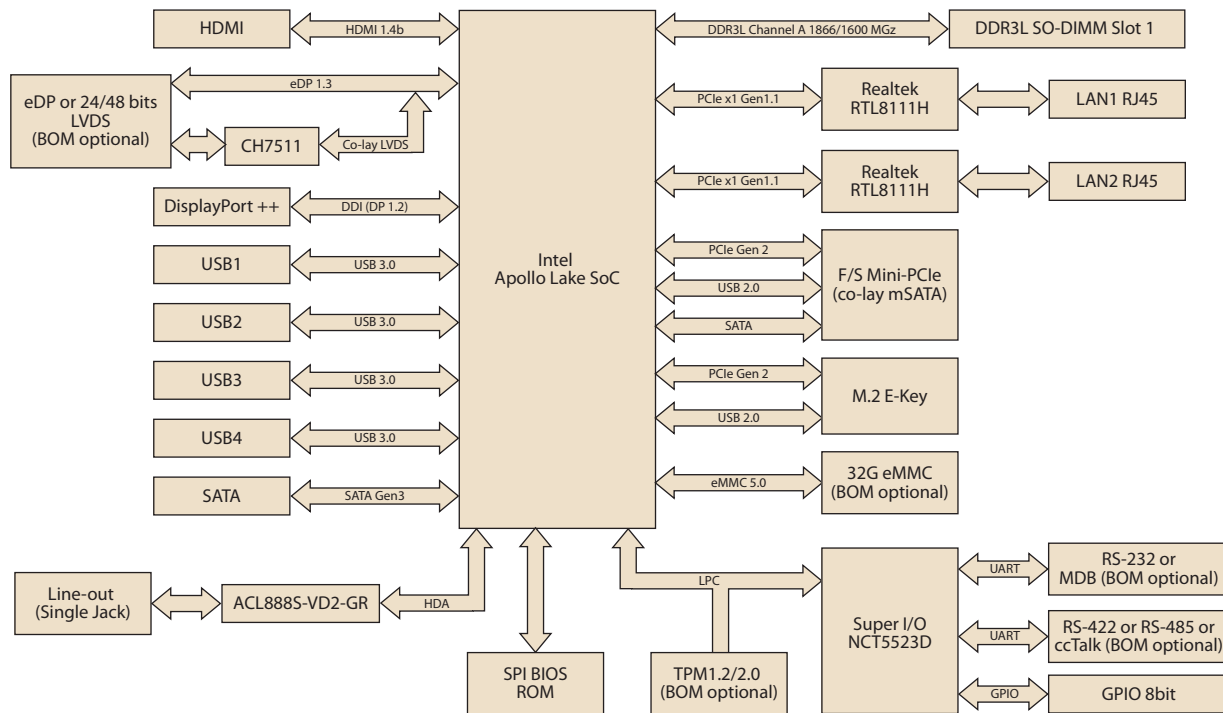 HDMI
HDMI 1.4b
DDR3L Channel A 1866/1600 MGz
DDR3L SO-DIMM Slot 1
eDP or 24/48 bits
LVDS
(BOM optional)
eDP 1.3
CH7511
Co-lay LVDS
PCIe x1 Gen1.1
Realtek
RTL8111H
LAN1 RJ45
PCIe x1 Gen1.1
Realtek
RTL8111H
LAN2 RJ45
DisplayPort ++
DDI (DP 1.2)
Intel
Apollo Lake SoC
USB1
USB 3.0
USB2
USB 3.0
USB3
USB 3.0
USB4
USB 3.0
SATA
SATA Gen3
PCIe Gen 2
USB 2.0
SATA
F/S Mini-PCIe
(co-lay mSATA)
PCIe Gen 2
USB 2.0
M.2 E-Key
eMMC 5.0
32G eMMC
(BOM optional)
Line-out
(Single Jack)
ACL888S-VD2-GR
HDA
SPI BIOS
ROM
LPC
TPM1.2/2.0
(BOM optional)
Super I/O
NCT5523D
UART
RS-232 or
MDB (BOM optional)
UART
RS-422 or RS-485 or
ccTalk (BOM optional)
GPIO
GPIO 8bit